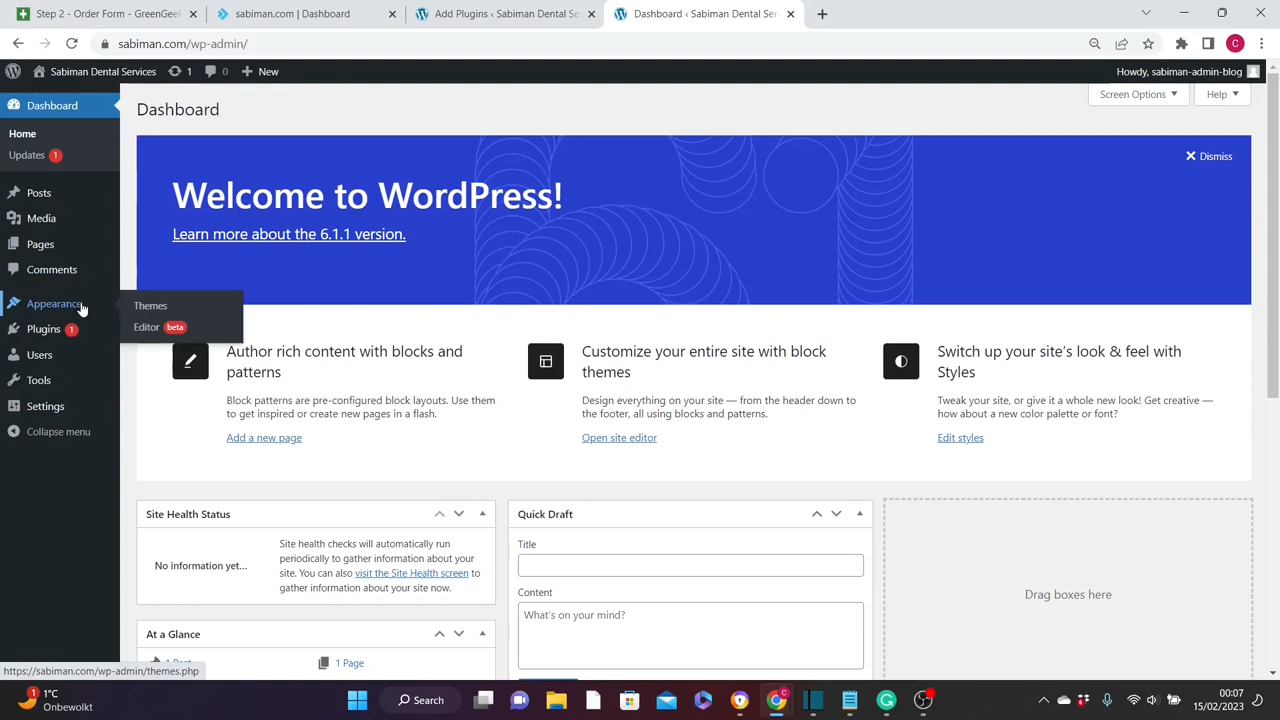 Step 2 - Order Form - GreenGeek
sabiman.com | Dashboard
Add Plugins ‹ Sabiman Dental Ser
Dashboard ‹ Sabiman Dental Ser
sabiman.com/wp-admin/
C
Sabiman Dental Services
1
0
New
Howdy, sabiman-admin-blog
Dashboard
Home
Updates 1
Posts
Media
Pages
Comments
Appearance
Plugins 1
Users
Tools
Settings
Collapse menu
Themes
Editor beta
Dashboard
Screen Options
Help
Dismiss
Welcome to WordPress!
Learn more about the 6.1.1 version.
Author rich content with blocks and
patterns
Block patterns are pre-configured block layouts. Use them
to get inspired or create new pages in a flash.
Add a new page
Customize your entire site with block
themes
Design everything on your site — from the header down to
the footer, all using blocks and patterns.
Open site editor
Switch up your site's look & feel with
Styles
Tweak your site, or give it a whole new look! Get creative —
how about a new color palette or font?
Edit styles
Site Health Status
No information yet...
Site health checks will automatically run
periodically to gather information about your
site. You can also visit the Site Health screen to
gather information about your site now.
At a Glance
1 Post
1 Page
Quick Draft
Title
Content
What's on your mind?
Drag boxes here
https://sabiman.com/wp-admin/themes.php
1
1°C
Onbewolkt
Search
00:07
15/02/2023